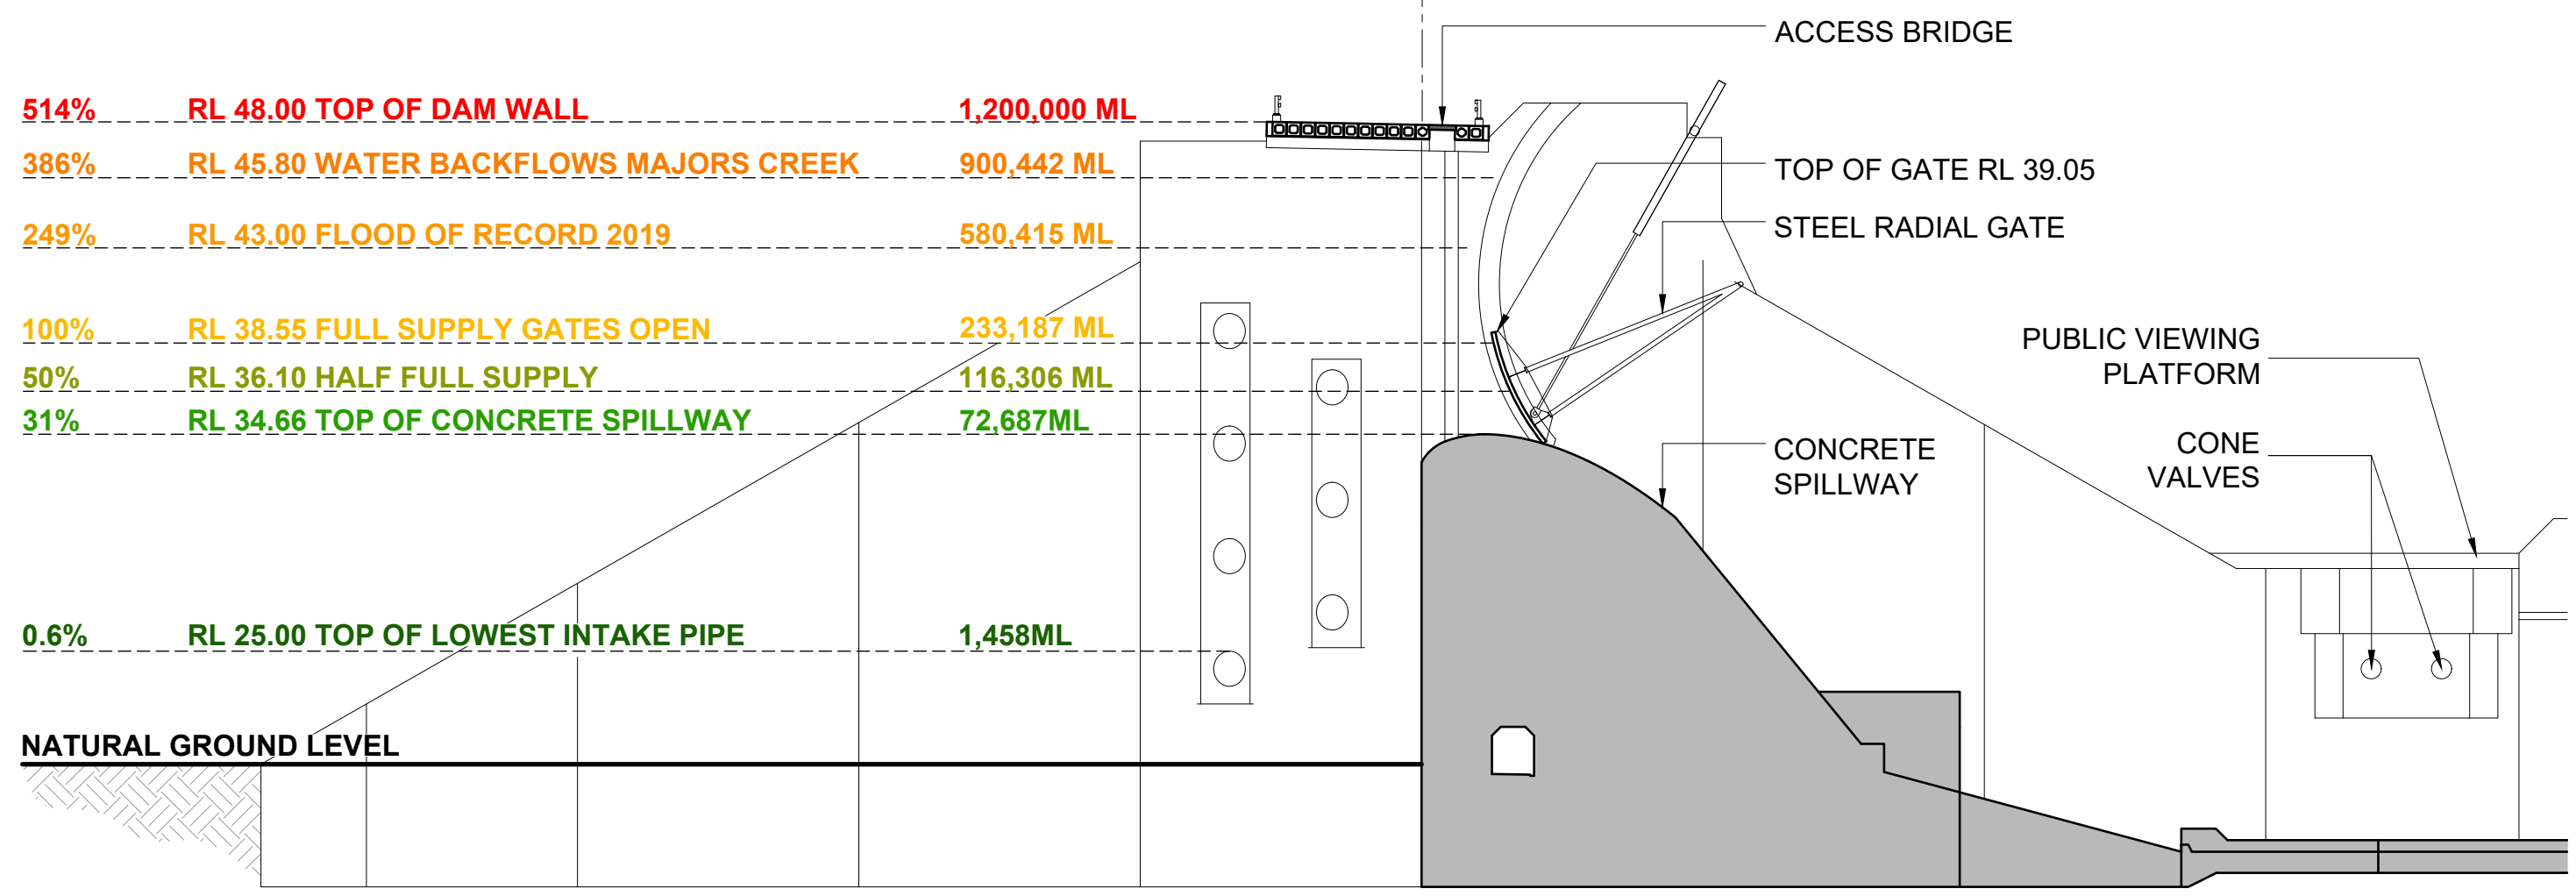 ACCESS BRIDGE
514% RL 48.00 TOP OF DAM WALL 1,200,000 ML
386% RL 45.80 WATER BACKFLOWS MAJORS CREEK 900,442 ML
TOP OF GATE RL 39.05
249% RL 43.00 FLOOD OF RECORD 2019 580,415 ML
STEEL RADIAL GATE
100% RL 38.55 FULL SUPPLY GATES OPEN 233,187 ML
PUBLIC VIEWING
PLATFORM
50% RL 36.10 HALF FULL SUPPLY 116,306 ML
31% RL 34.66 TOP OF CONCRETE SPILLWAY 72,687ML
CONCRETE
SPILLWAY
CONE
VALVES
0.6% RL 25.00 TOP OF LOWEST INTAKE PIPE 1,458ML
NATURAL GROUND LEVEL